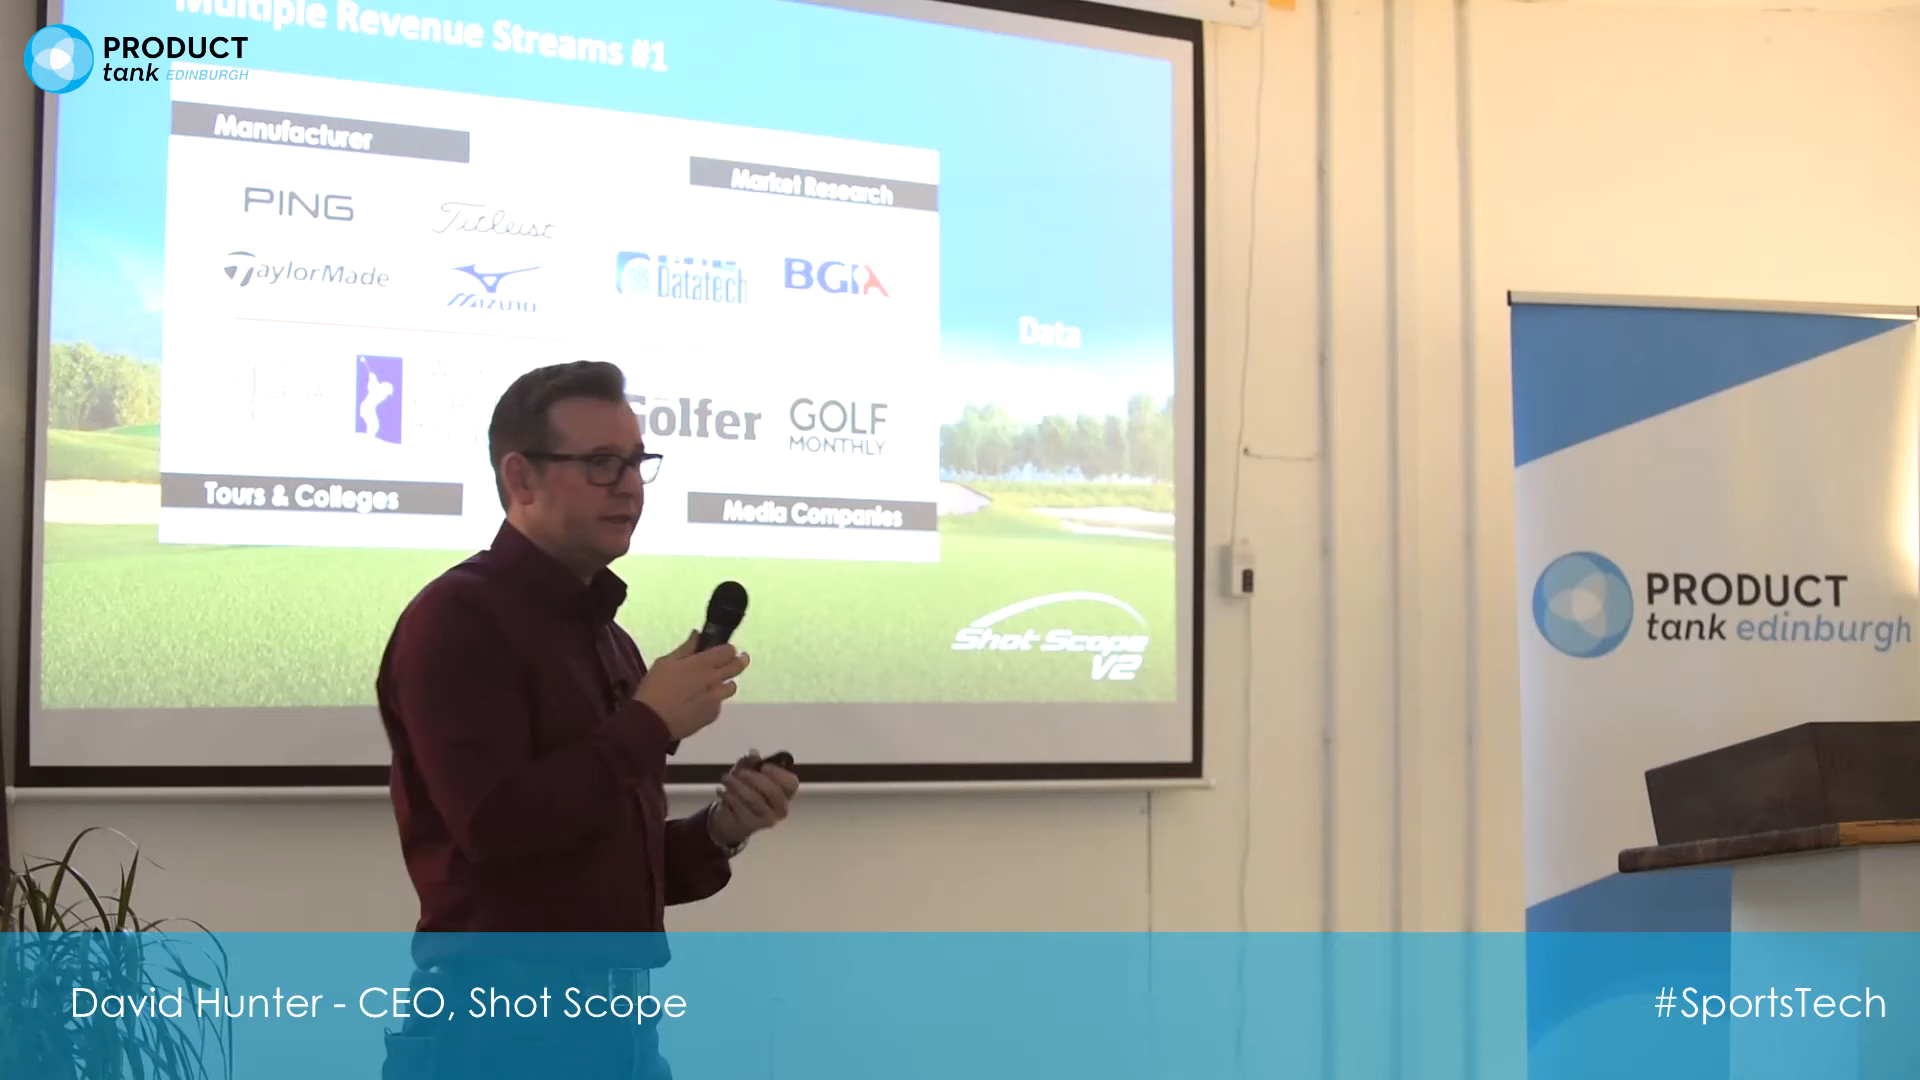 PRODUCT
tank EDINBURGH
Multiple Revenue Streams #1
Manufacturer
Market Research
PING
Titleist
TaylorMade
MIZUNO
Datatech
BGIA
Data
Golfer
GOLF
MONTHLY
Tours & Colleges
Media Companies
Shot Scope
V2
PRODUCT
tank edinburgh
David Hunter - CEO, Shot Scope
#SportsTech